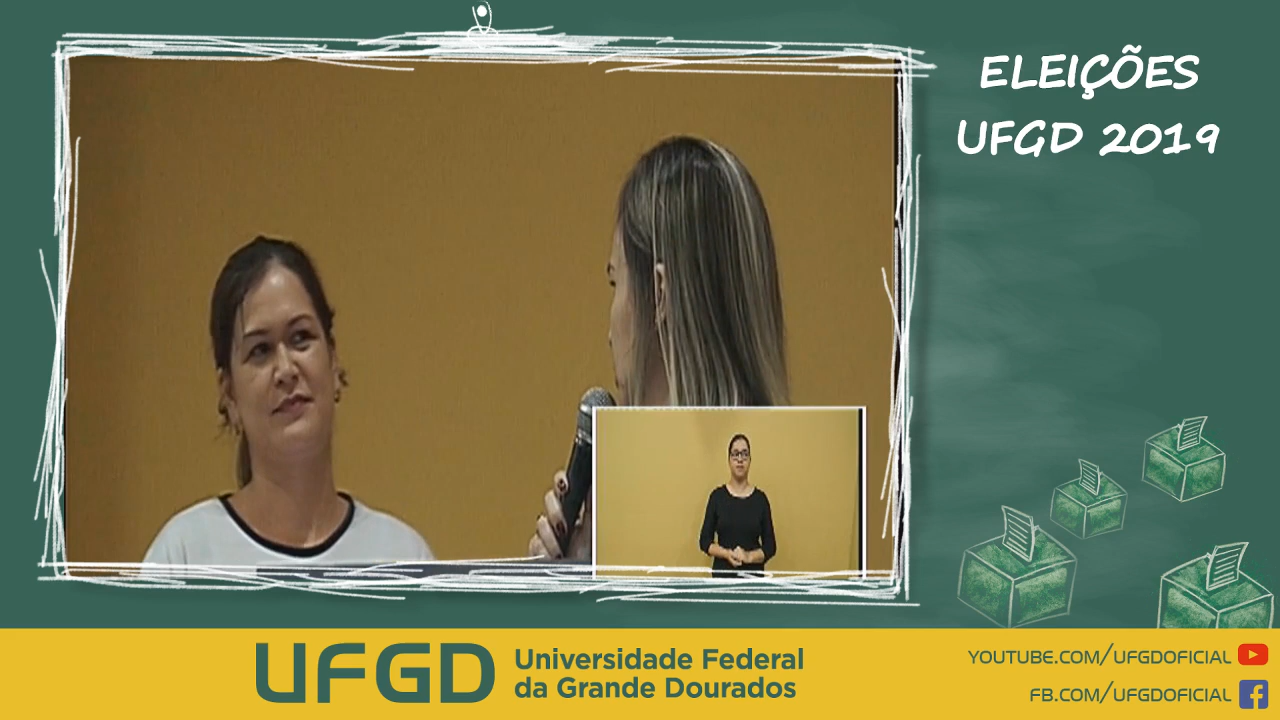 ELEIÇÕES
UFGD 2019
UFGD
Universidade Federal
da Grande Dourados
YOUTUBE.COM/UFGDOFICIAL
FB.COM/UFGDOFICIAL